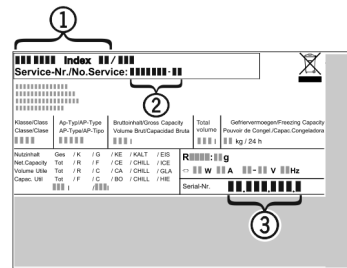 1
Index / 
Service-Nr./No.Service: -
2
Klasse/Class
Classe/Clase
Ap-Typ/AP-Type
AP-Type/AP-Tipo
Bruttoinhalt/Gross Capacity
Volume Brut/Capacidad Bruta
Total
volume
Gefriervermoegen/Freezing Capacity
Pouvoir de Congel./Capac.Congeladora
kg / 24 h
Nutzinhalt Ges / K / G / KE / KALT / EIS
Net.Capacity Tot / R / F / CE / CHILL / ICE
Volume Utile Tot / R / C / CA / CHILL / GLA
Capac. Util Tot / F / C / BO / CHILL / HIE
l / l
R : g
W A - V Hz
Serial-Nr. . . .
3